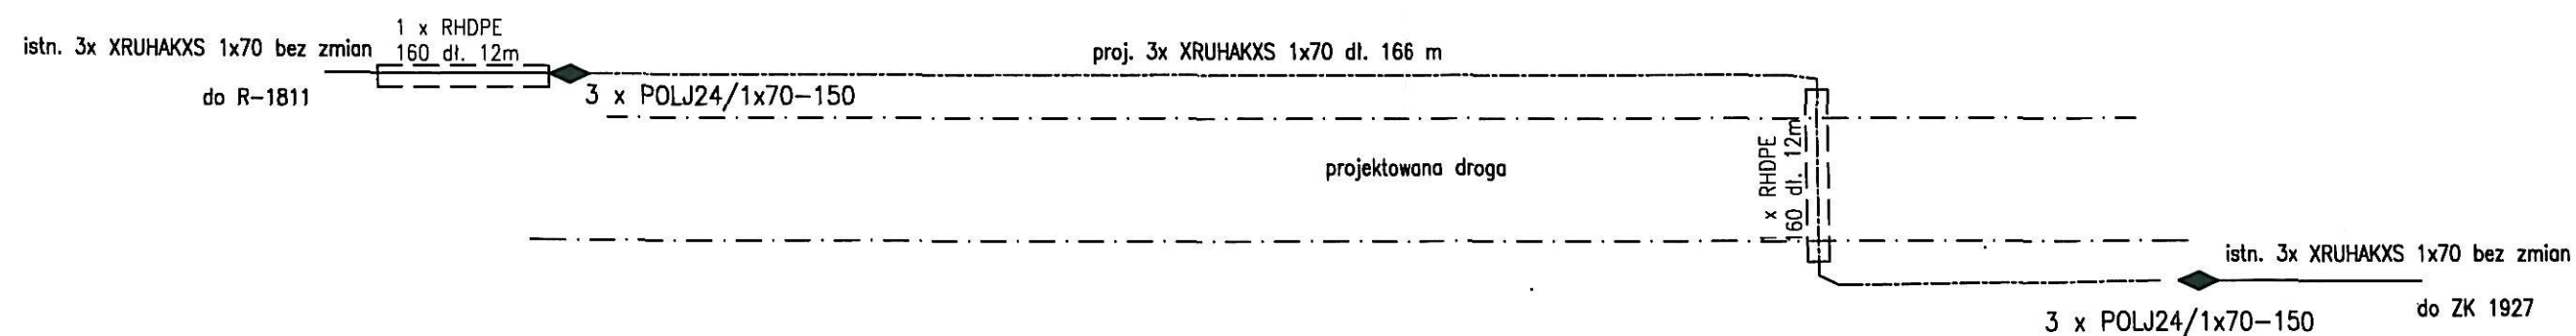 1 x RHDPE
160 dł. 12m
istn. 3x XRUHAKXS 1x70 bez zmian
do R-1811
3 x POLJ24/1x70-150
proj. 3x XRUHAKXS 1x70 dł. 166 m
projektowana droga
1 x RHDPE
160 dł. 12m
istn. 3x XRUHAKXS 1x70 bez zmian
do ZK 1927
3 x POLJ24/1x70-150